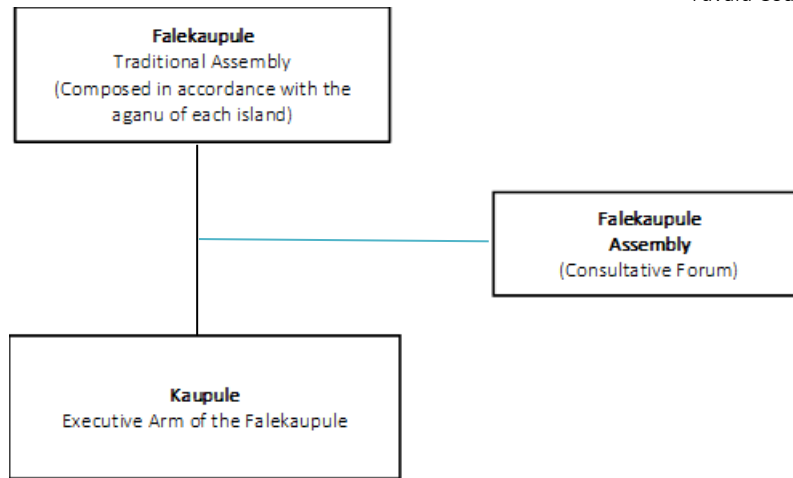 Falekaupule
Traditional Assembly
(Composed in accordance with the
aganu of each island)
Falekaupule
Assembly
(Consultative Forum)
Kaupule
Executive Arm of the Falekaupule